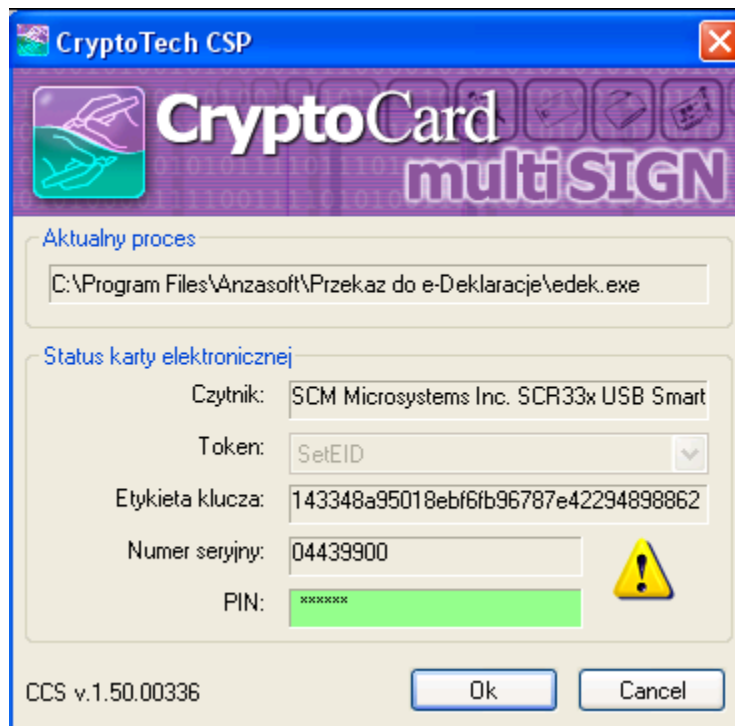 CryptoTech CSP
CryptoCard
multiSIGN
Aktualny proces
C:\Program Files\Anzasoft\Przekaz do e-Deklaracje\edek.exe
Status karty elektronicznej
Czytnik: SCM Microsystems Inc. SCR33x USB Smart
Token: SetEID
Etykieta klucza: 143348a95018ebf6fb96787e42294898862
Numer seryjny: 04439900
PIN: ******
CCS v.1.50.00336 Ok Cancel